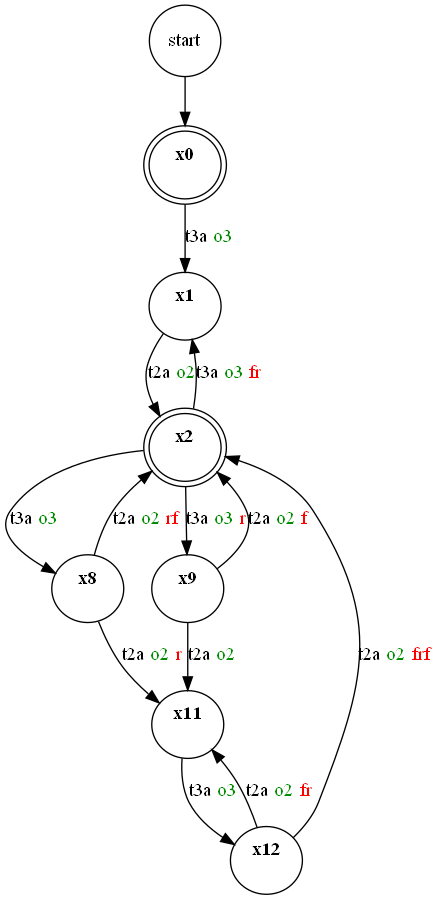 start
x0
t3a o3
x1
t2a o2
t3a o3 fr
x2
t3a o3
t2a o2 rf
t3a o3 r
t2a o2 f
x8
x9
t2a o2 r
t2a o2
t2a o2 frf
x11
t3a o3
t2a o2 fr
x12